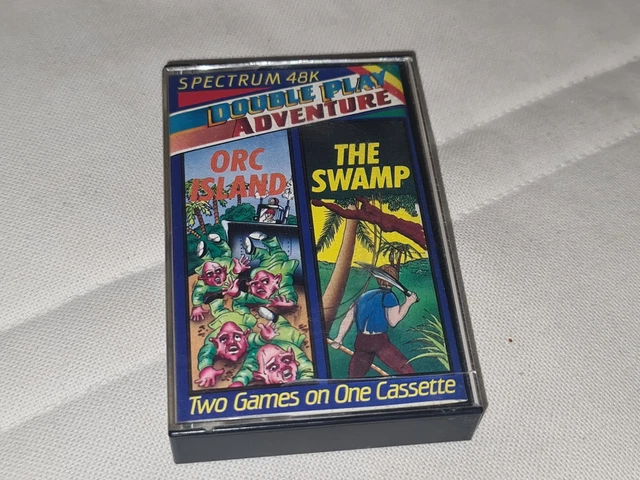 SPECTRUM 48K
DOUBLE PLAY
ADVENTURE
ORC
ISLAND
THE
SWAMP
Two Games on One Cassette